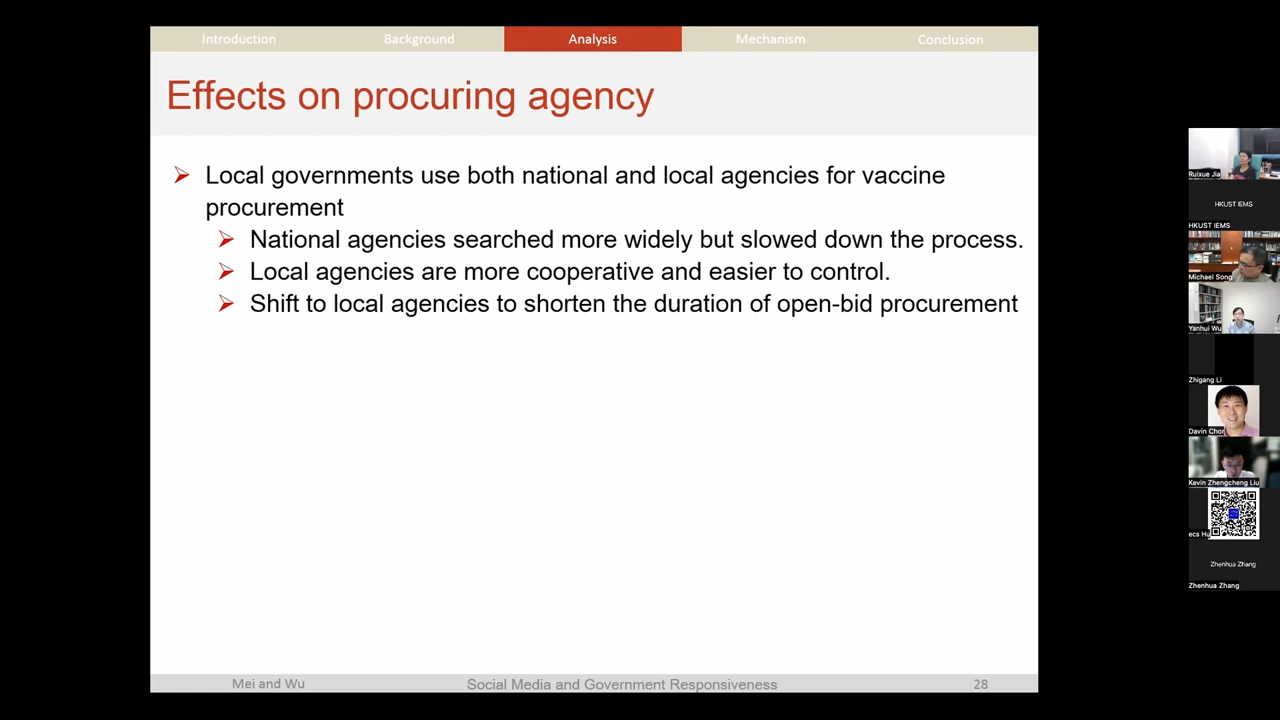 Introduction
Background
Analysis
Mechanism
Conclusion
Effects on procuring agency
Local governments use both national and local agencies for vaccine
procurement
National agencies searched more widely but slowed down the process.
Local agencies are more cooperative and easier to control.
Shift to local agencies to shorten the duration of open-bid procurement
Mei and Wu
Social Media and Government Responsiveness
28
Ruixue Jia
HKUST IEMS
HKUST IEMS
Michael Song
Yanhui Wu
Zhigang Li
Davin Chor
Kevin Zhengcheng Liu
ecs
Zhenhua Zhang
Zhenhua Zhang